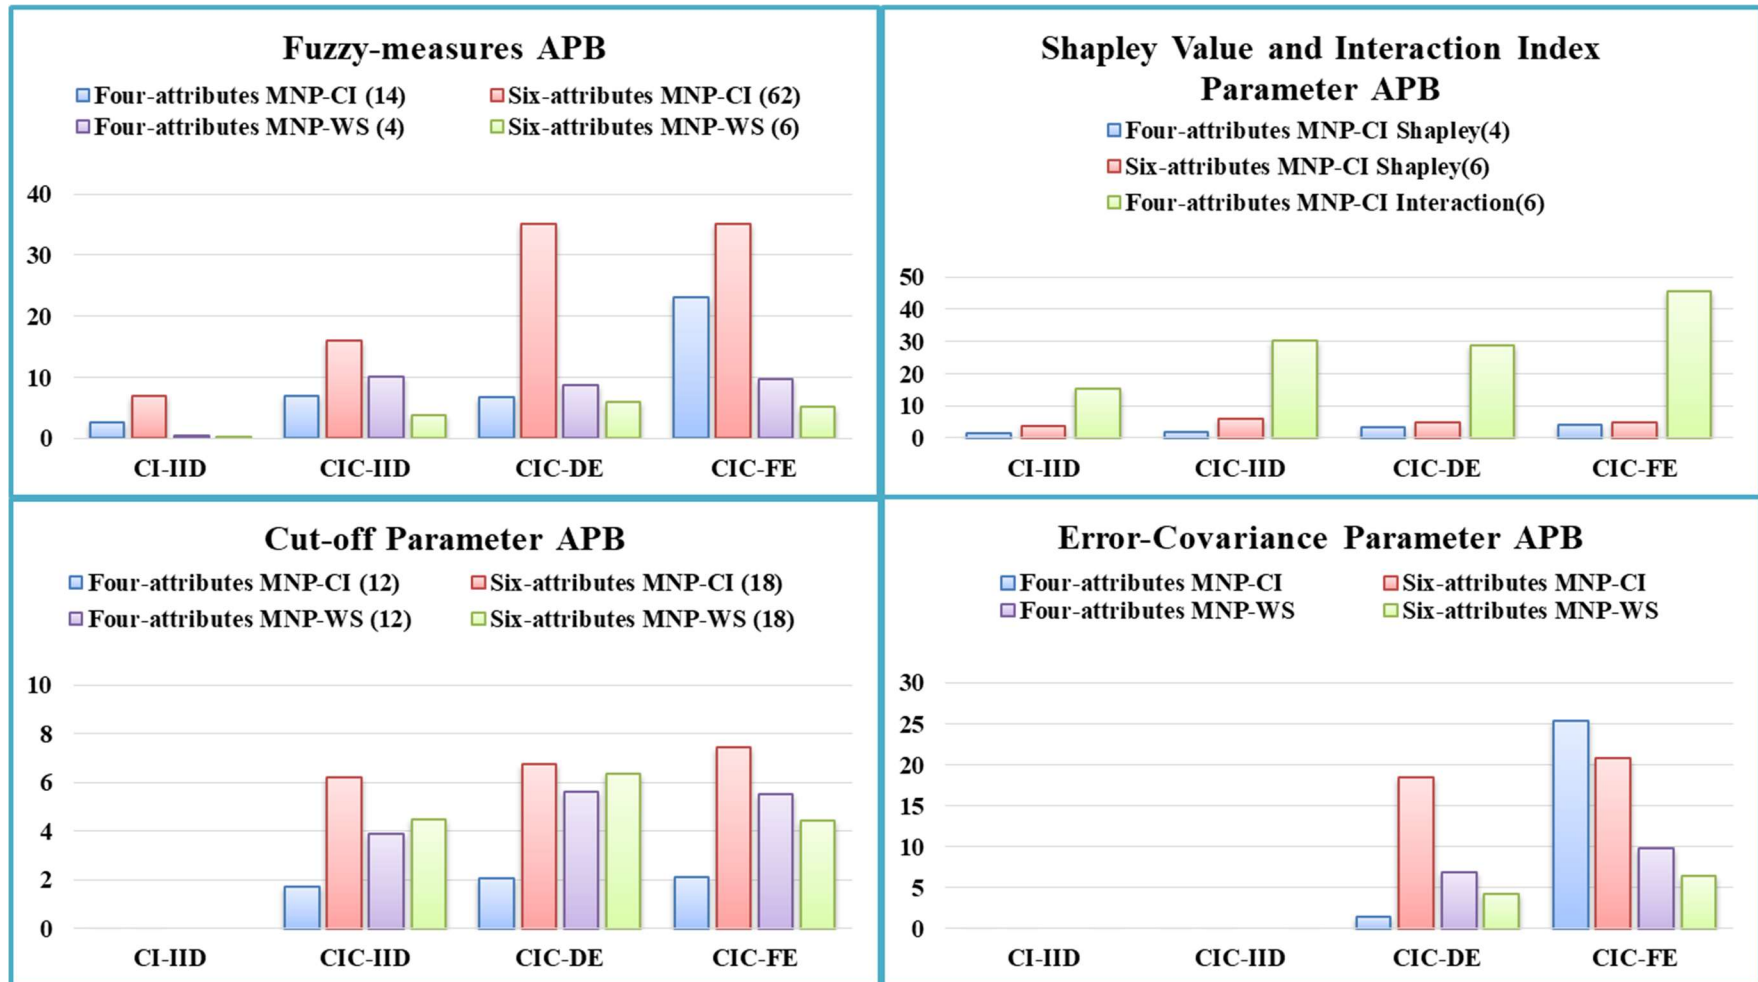 Fuzzy-measures APB
Four-attributes MNP-CI (14)
Six-attributes MNP-CI (62)
Four-attributes MNP-WS (4)
Six-attributes MNP-WS (6)
40
30
20
10
0
CI-IID
CIC-IID
CIC-DE
CIC-FE
Shapley Value and Interaction Index
Parameter APB
Four-attributes MNP-CI Shapley(4)
Six-attributes MNP-CI Shapley(6)
Four-attributes MNP-CI Interaction(6)
50
40
30
20
10
0
CI-IID
CIC-IID
CIC-DE
CIC-FE
Cut-off Parameter APB
Four-attributes MNP-CI (12)
Six-attributes MNP-CI (18)
Four-attributes MNP-WS (12)
Six-attributes MNP-WS (18)
10
8
6
4
2
0
CI-IID
CIC-IID
CIC-DE
CIC-FE
Error-Covariance Parameter APB
Four-attributes MNP-CI
Six-attributes MNP-CI
Four-attributes MNP-WS
Six-attributes MNP-WS
30
25
20
15
10
5
0
CI-IID
CIC-IID
CIC-DE
CIC-FE